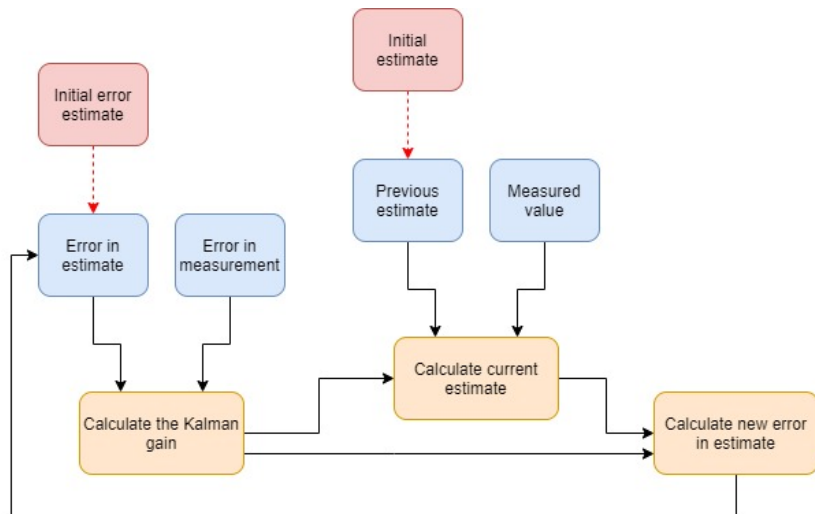 Initial
estimate
Initial error
estimate
Previous
estimate
Measured
value
Error in
estimate
Error in
measurement
Calculate current
estimate
Calculate the Kalman
gain
Calculate new error
in estimate